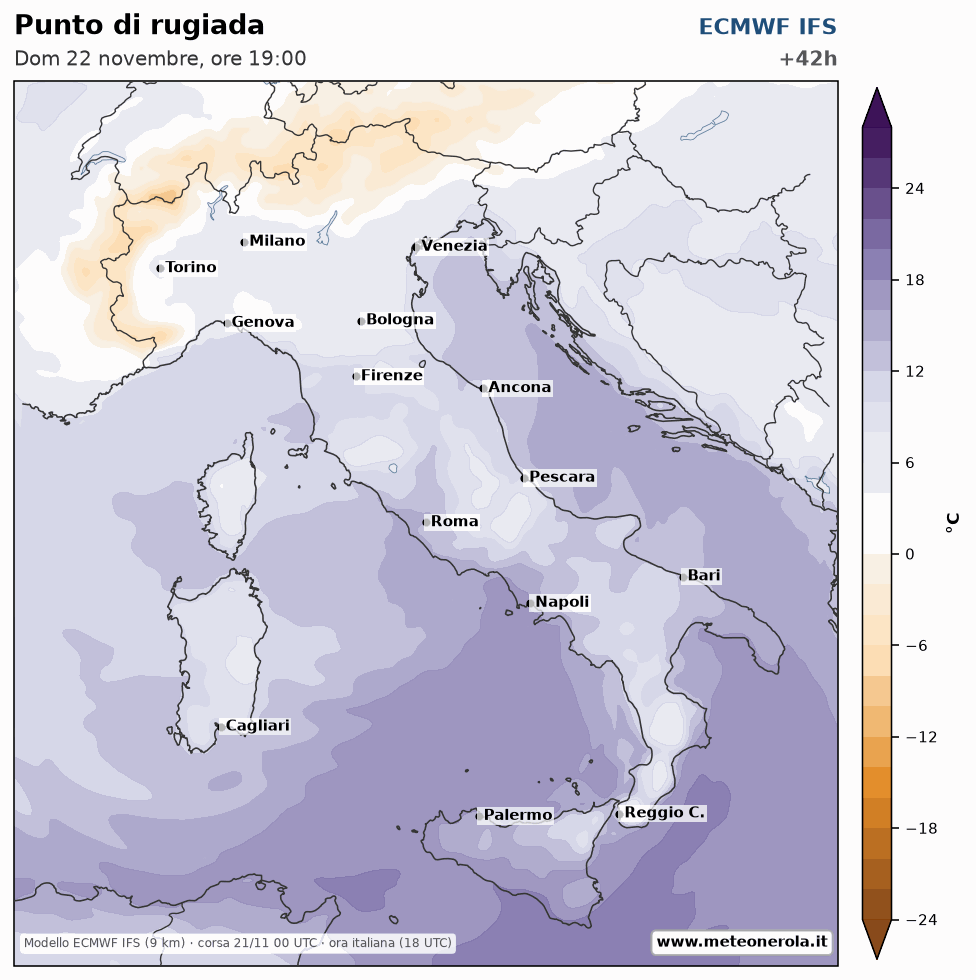 Punto di rugiada
ECMWF IFS
Dom 22 novembre, ore 19:00
+42h
Milano
Venezia
Torino
Genova
Bologna
Firenze
Ancona
Pescara
Roma
Bari
Napoli
Cagliari
Palermo
Reggio C.
24
18
12
6
0
−6
−12
−18
−24
°C
Modello ECMWF IFS (9 km) · corsa 21/11 00 UTC · ora italiana (18 UTC)
www.meteonerola.it